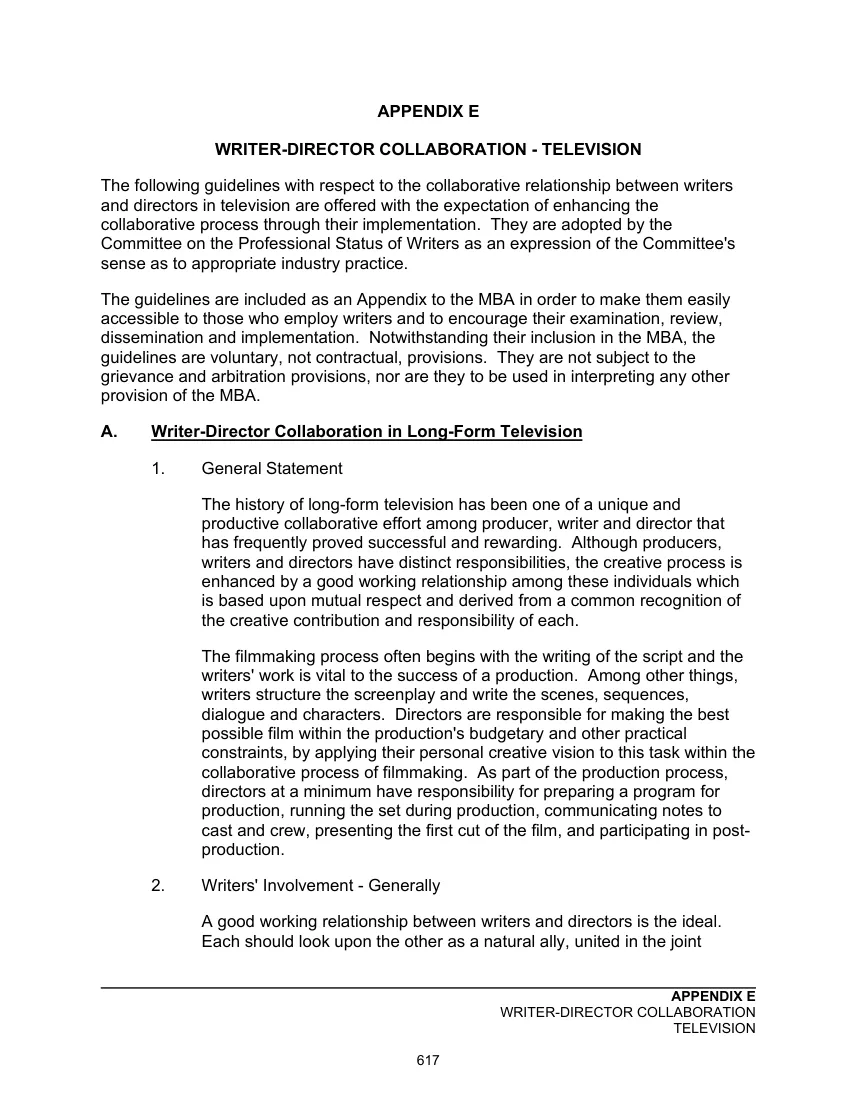 APPENDIX E
WRITER-DIRECTOR COLLABORATION - TELEVISION
The following guidelines with respect to the collaborative relationship between writers
and directors in television are offered with the expectation of enhancing the
collaborative process through their implementation.  They are adopted by the
Committee on the Professional Status of Writers as an expression of the Committee's
sense as to appropriate industry practice.
The guidelines are included as an Appendix to the MBA in order to make them easily
accessible to those who employ writers and to encourage their examination, review,
dissemination and implementation.  Notwithstanding their inclusion in the MBA, the
guidelines are voluntary, not contractual, provisions.  They are not subject to the
grievance and arbitration provisions, nor are they to be used in interpreting any other
provision of the MBA.
A. Writer-Director Collaboration in Long-Form Television
1. General Statement
The history of long-form television has been one of a unique and
productive collaborative effort among producer, writer and director that
has frequently proved successful and rewarding.  Although producers,
writers and directors have distinct responsibilities, the creative process is
enhanced by a good working relationship among these individuals which
is based upon mutual respect and derived from a common recognition of
the creative contribution and responsibility of each.
The filmmaking process often begins with the writing of the script and the
writers' work is vital to the success of a production.  Among other things,
writers structure the screenplay and write the scenes, sequences,
dialogue and characters.  Directors are responsible for making the best
possible film within the production's budgetary and other practical
constraints, by applying their personal creative vision to this task within the
collaborative process of filmmaking.  As part of the production process,
directors at a minimum have responsibility for preparing a program for
production, running the set during production, communicating notes to
cast and crew, presenting the first cut of the film, and participating in post-
production.
2. Writers' Involvement - Generally
A good working relationship between writers and directors is the ideal.
Each should look upon the other as a natural ally, united in the joint
APPENDIX E
WRITER-DIRECTOR COLLABORATION
TELEVISION
617